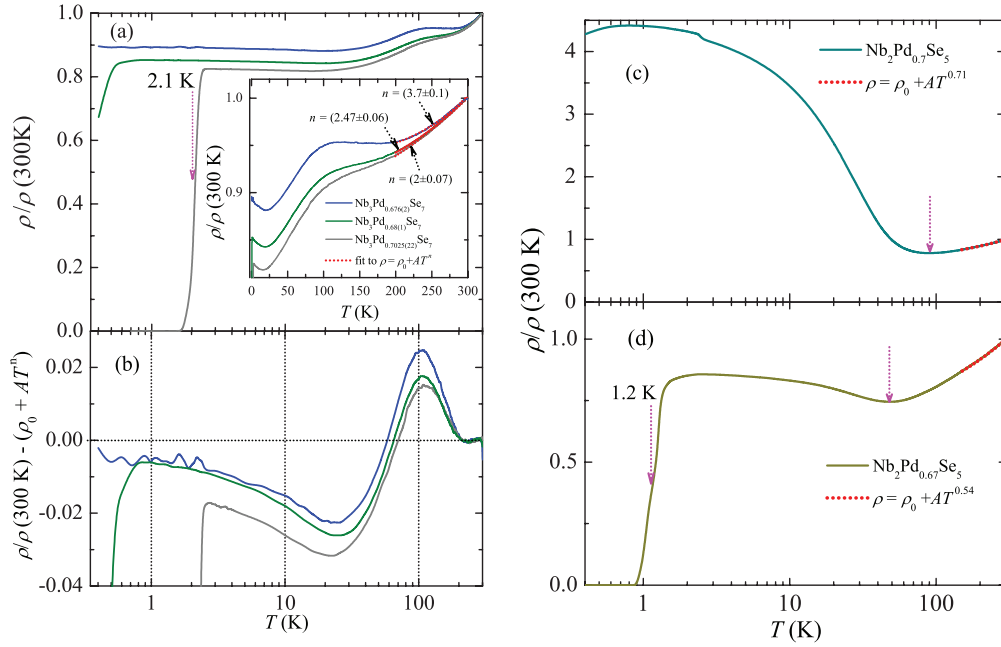 (a)
ρ/ρ (300K)
1.0
0.8
0.6
0.4
0.2
0.0
2.1 K
ρ/ρ (300 K)
1.0
0.9
n = (3.7±0.1)
n = (2.47±0.06)
n = (2±0.07)
Nb₃Pd₀.₆₇₆₍₂₎Se₇
Nb₃Pd₀.₆₈₍₁₎Se₇
Nb₃Pd₀.₇₀₂₅₍₂₂₎Se₇
fit to ρ = ρ₀+ATⁿ
0 50 100 150 200 250 300
T (K)
(b)
ρ/ρ (300 K) - (ρ₀ + ATⁿ)
0.02
0.00
-0.02
-0.04
1 10 100
T (K)
(c)
ρ/ρ (300 K)
4
3
2
1
0
Nb₂Pd₀.₇Se₅
ρ = ρ₀ +AT⁰·⁷¹
(d)
1.0
0.5
0.0
1.2 K
Nb₂Pd₀.₆₇Se₅
ρ = ρ₀ +AT⁰·⁵⁴
1 10 100
T (K)